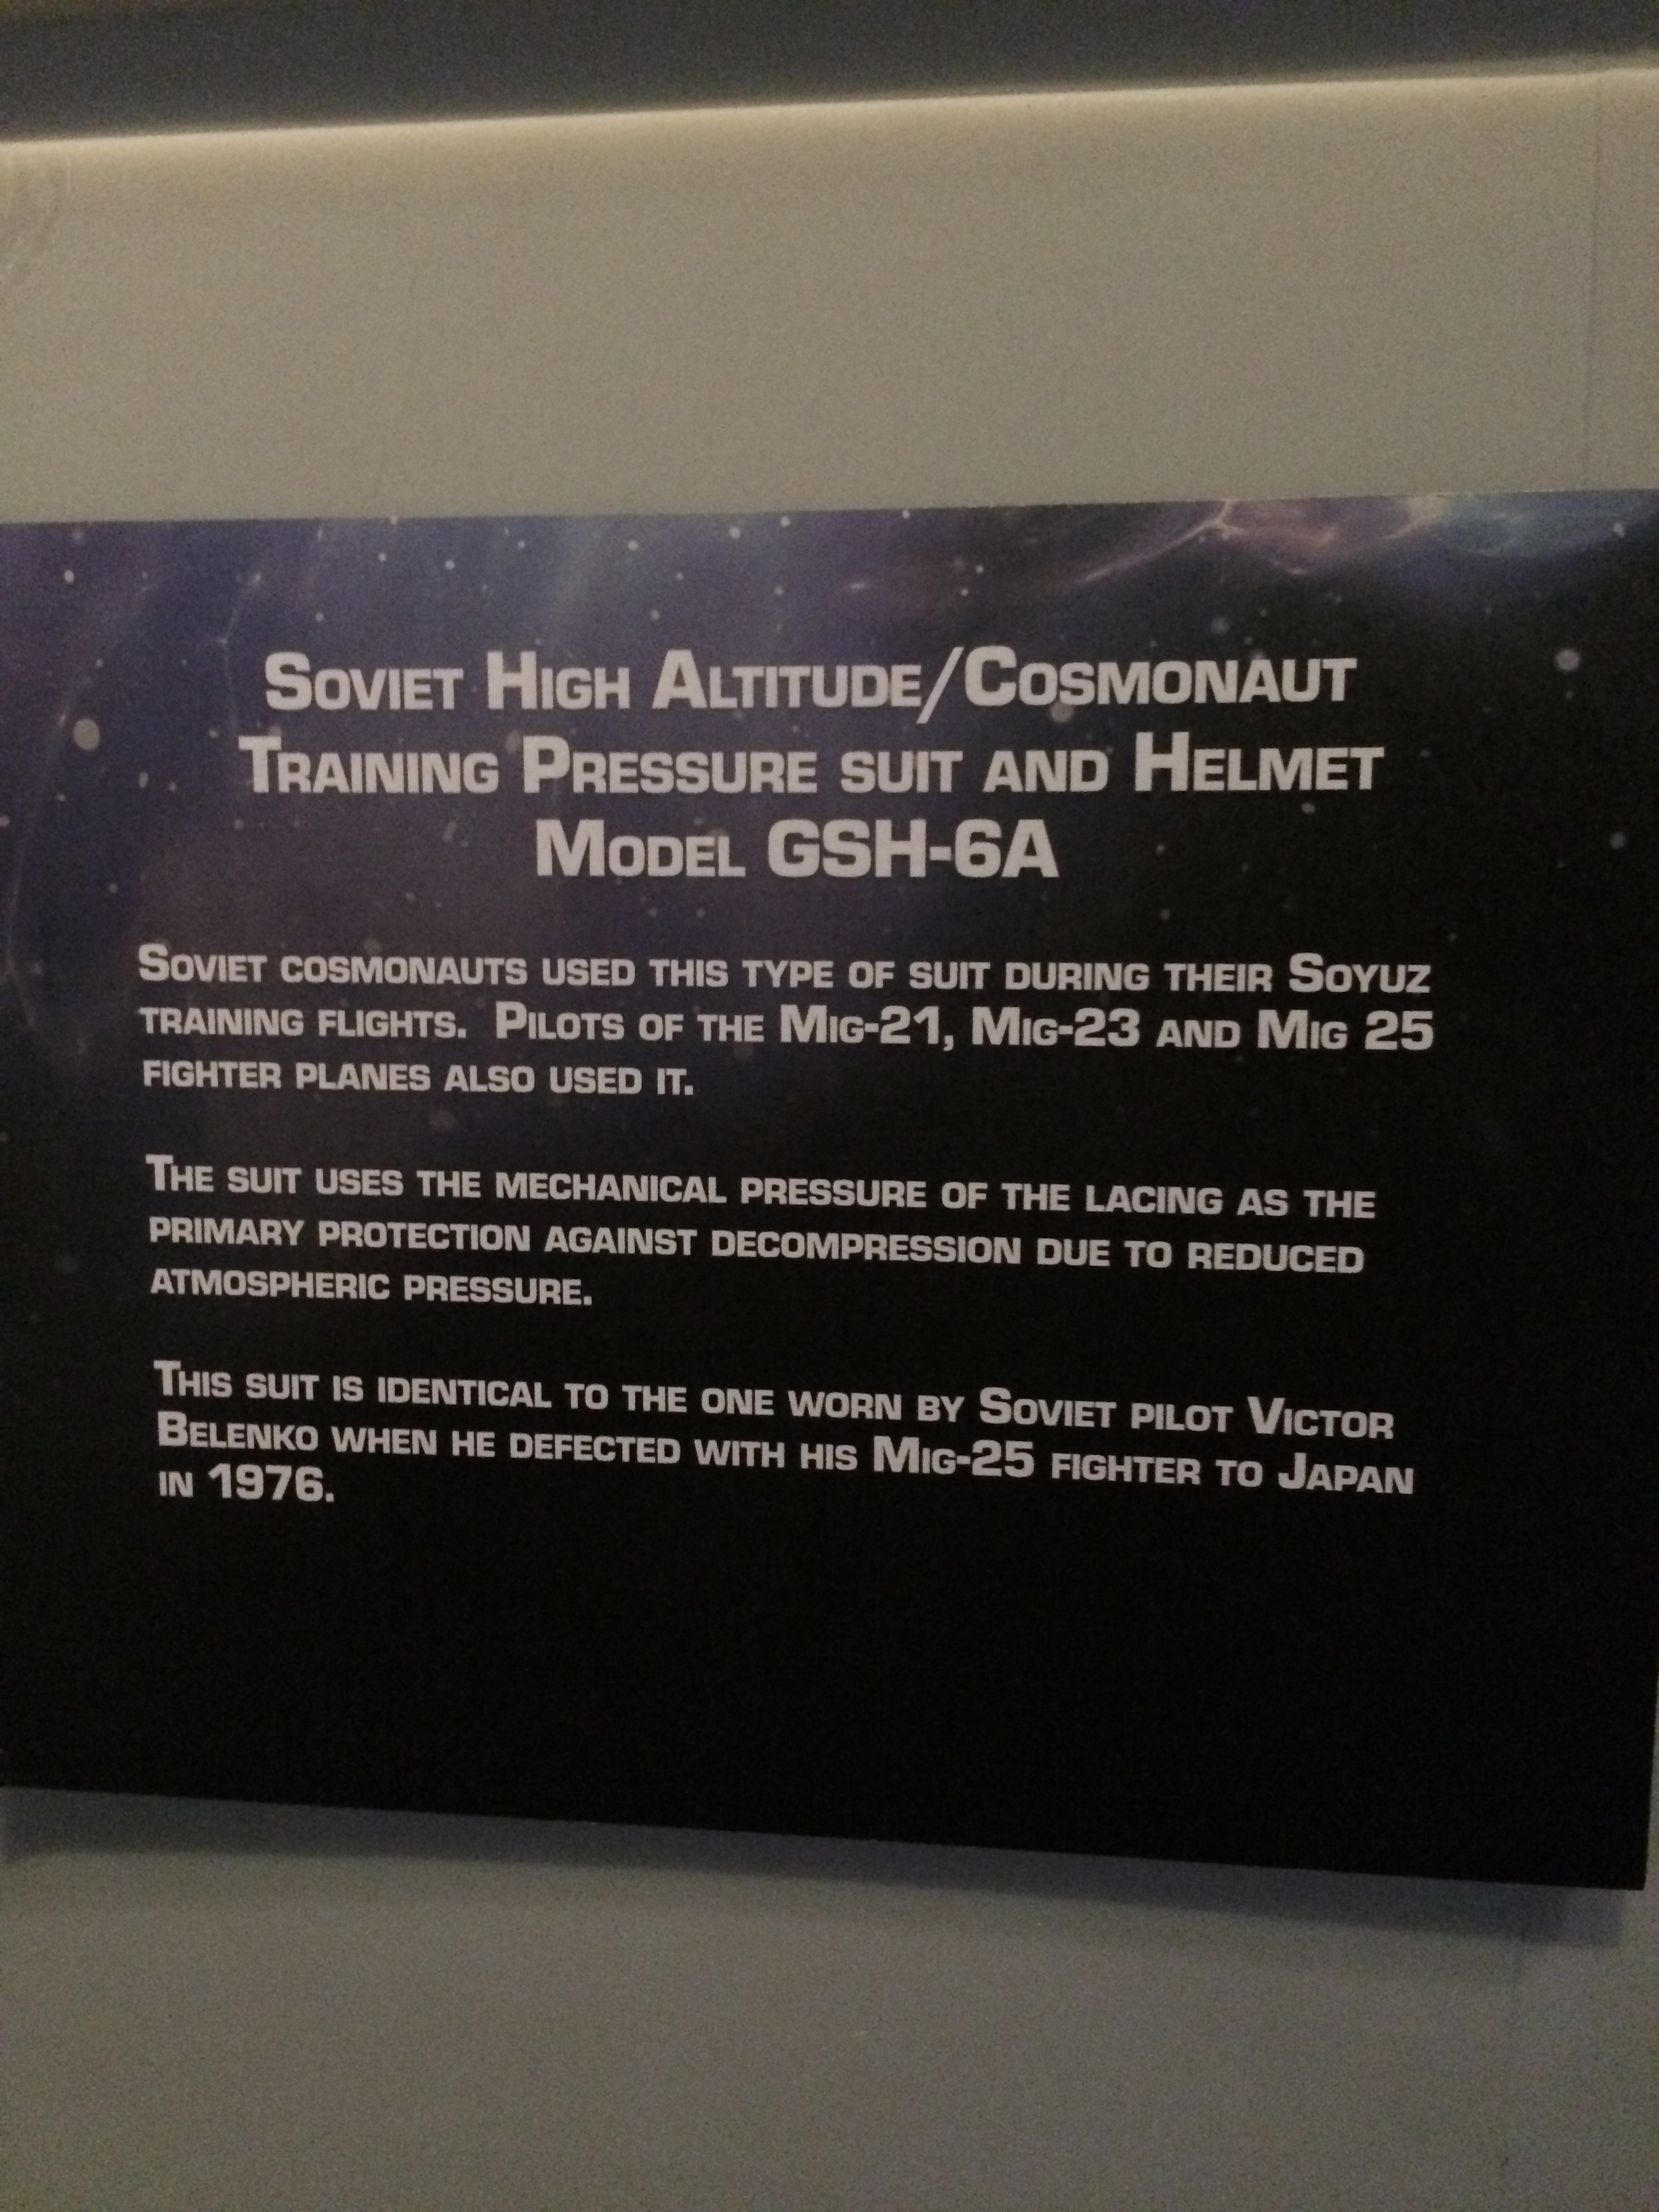 Soviet High Altitude/Cosmonaut
Training Pressure suit and Helmet
Model GSH-6A
Soviet cosmonauts used this type of suit during their Soyuz
training flights. Pilots of the Mig-21, Mig-23 and Mig 25
fighter planes also used it.
The suit uses the mechanical pressure of the lacing as the
primary protection against decompression due to reduced
atmospheric pressure.
This suit is identical to the one worn by Soviet pilot Victor
Belenko when he defected with his Mig-25 fighter to Japan
in 1976.